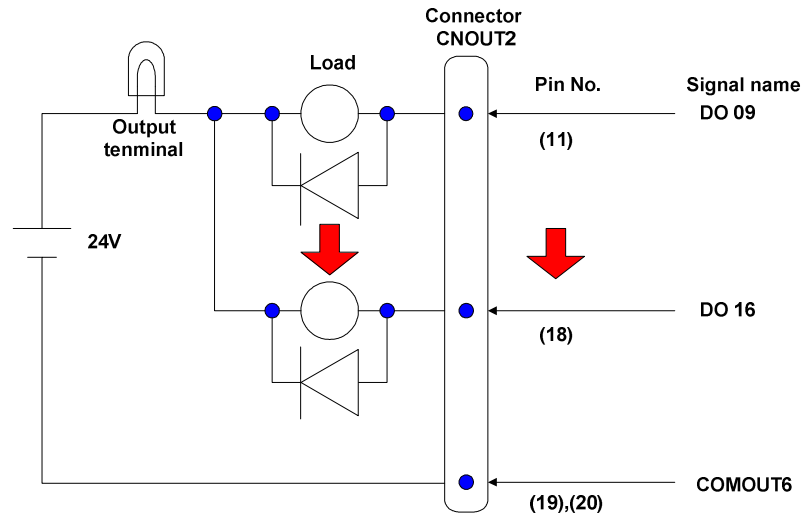 Connector
CNOUT2
Load
Pin No.
Signal name
DO 09
Output
tenminal
(11)
24V
DO 16
(18)
COMOUT6
(19),(20)